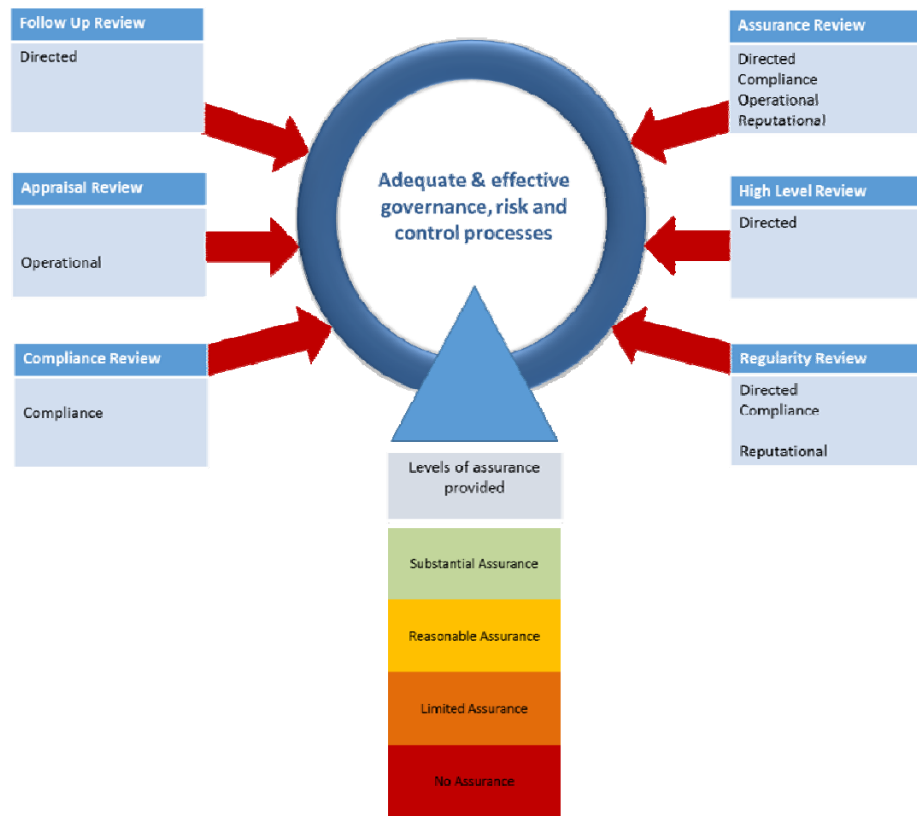 Follow Up Review
Directed
Appraisal Review
Operational
Compliance Review
Compliance
Adequate & effective
governance, risk and
control processes
Assurance Review
Directed
Compliance
Operational
Reputational
High Level Review
Directed
Regularity Review
Directed
Compliance
Reputational
Levels of assurance
provided
Substantial Assurance
Reasonable Assurance
Limited Assurance
No Assurance